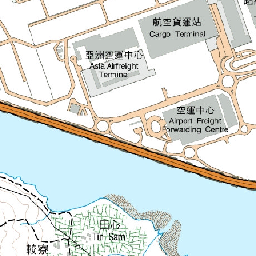 航空貨運站
Cargo Terminal
亞洲空運中心
Asia Airfreight
Terminal
空運中心
Airport Freight
Forwarding Centre
田心
Tin Sam